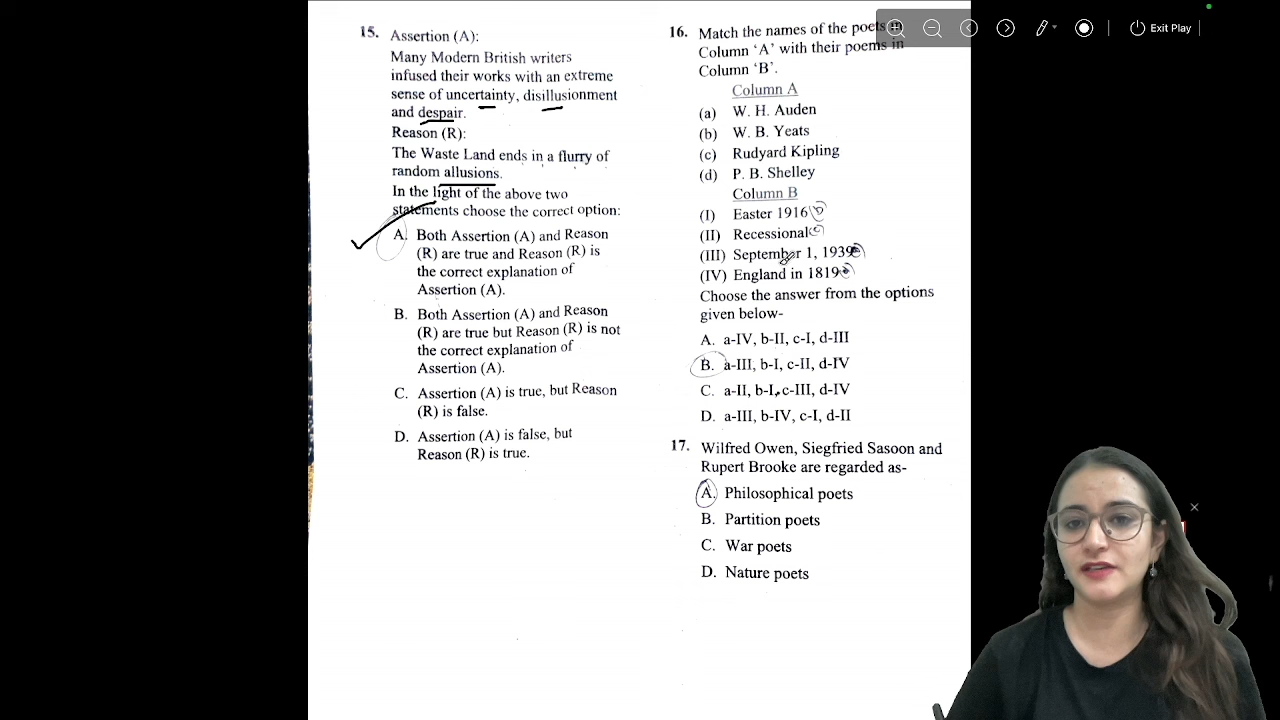 Exit Play
15. Assertion (A):
Many Modern British writers
infused their works with an extreme
sense of uncertainty, disillusionment
and despair.
Reason (R):
The Waste Land ends in a flurry of
random allusions.
In the light of the above two
statements choose the correct option:
A. Both Assertion (A) and Reason
(R) are true and Reason (R) is
the correct explanation of
Assertion (A).
B. Both Assertion (A) and Reason
(R) are true but Reason (R) is not
the correct explanation of
Assertion (A).
C. Assertion (A) is true, but Reason
(R) is false.
D. Assertion (A) is false, but
Reason (R) is true.
16. Match the names of the poets in
Column ‘A’ with their poems in
Column ‘B’.
Column A
(a) W. H. Auden
(b) W. B. Yeats
(c) Rudyard Kipling
(d) P. B. Shelley
Column B
(I) Easter 1916
(II) Recessional
(III) September 1, 1939
(IV) England in 1819
Choose the answer from the options
given below-
A. a-IV, b-II, c-I, d-III
B. a-III, b-I, c-II, d-IV
C. a-II, b-I, c-III, d-IV
D. a-III, b-IV, c-I, d-II
17. Wilfred Owen, Siegfried Sasoon and
Rupert Brooke are regarded as-
A. Philosophical poets
B. Partition poets
C. War poets
D. Nature poets